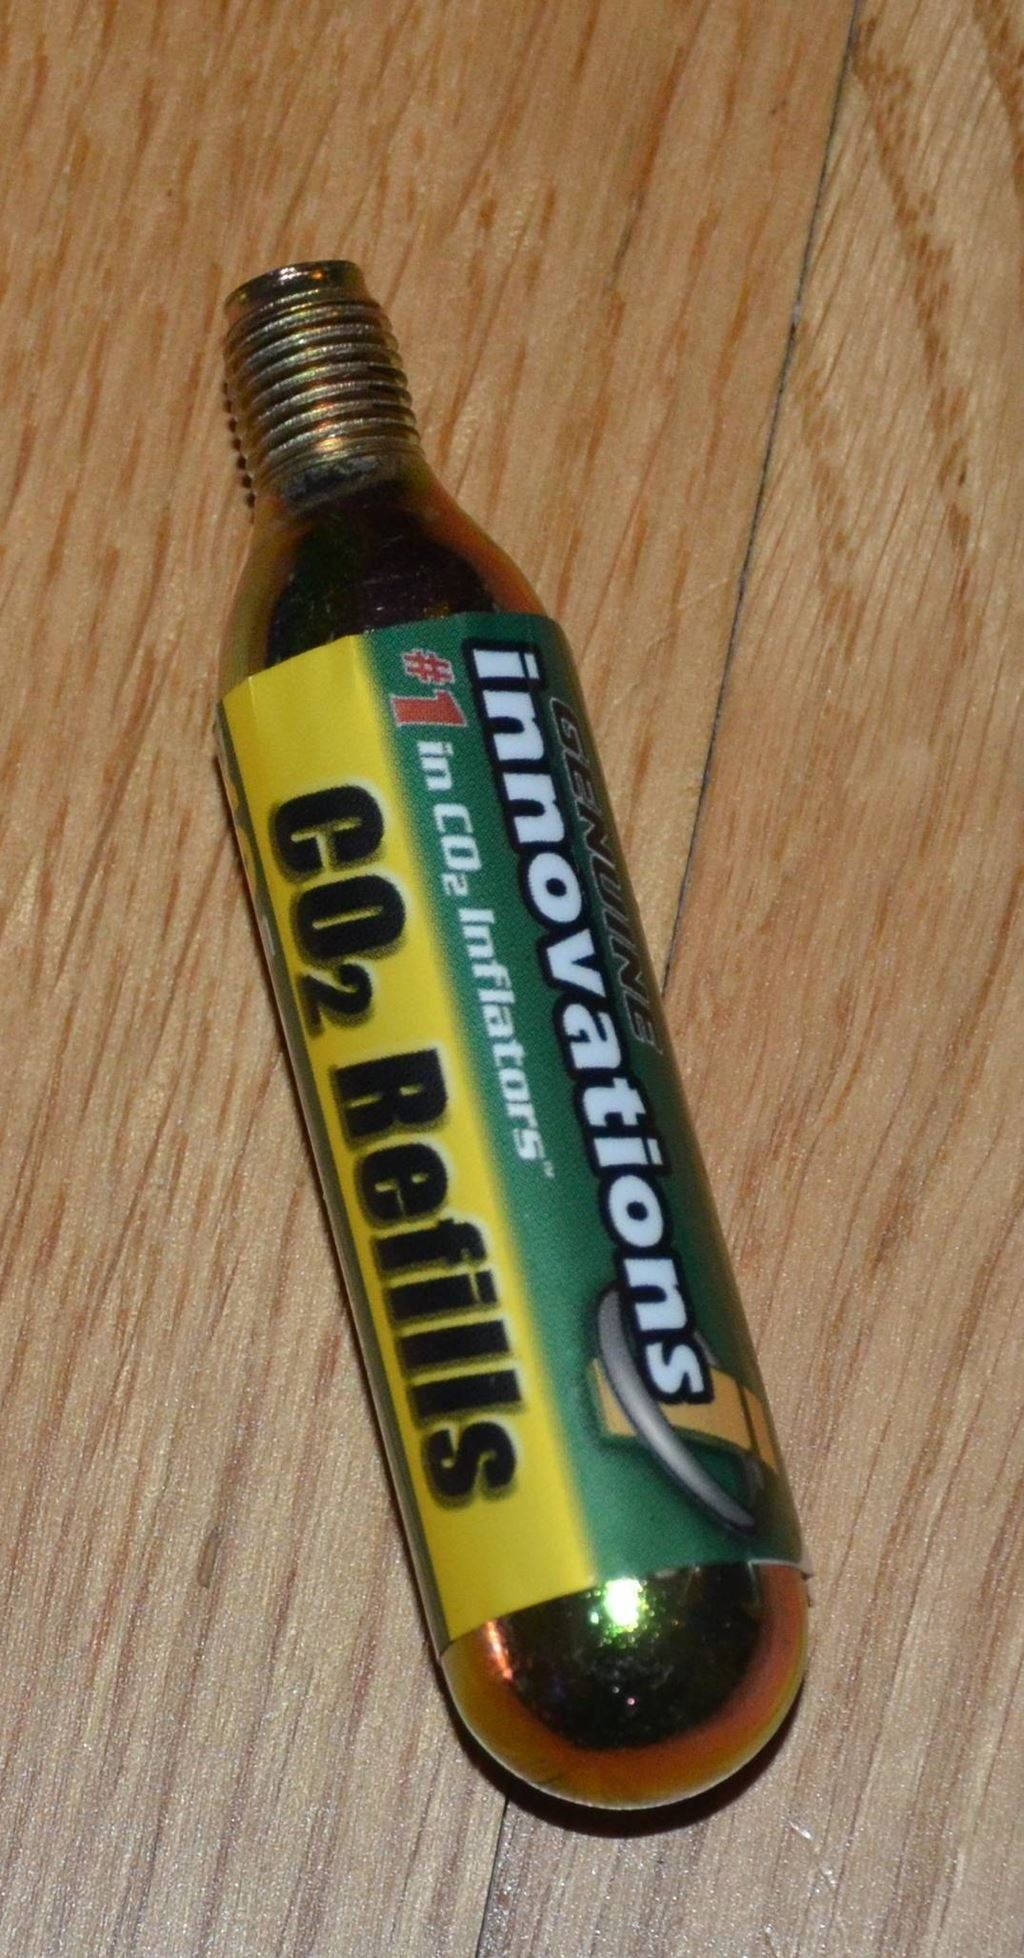 GENUINE
innovations
#1 in CO2 Inflators™
CO2 Refills